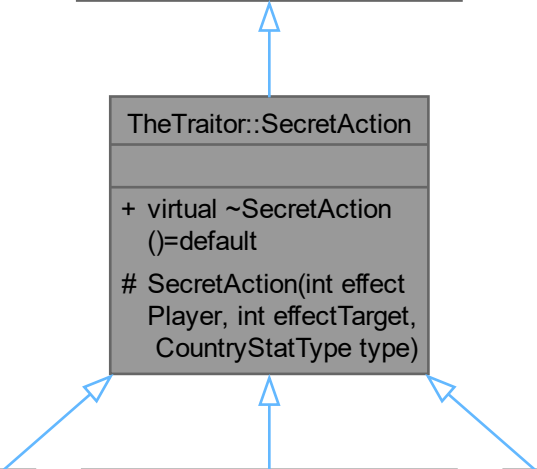 TheTraitor::SecretAction
+ virtual ~SecretAction
()=default
# SecretAction(int effect
Player, int effectTarget,
CountryStatType type)